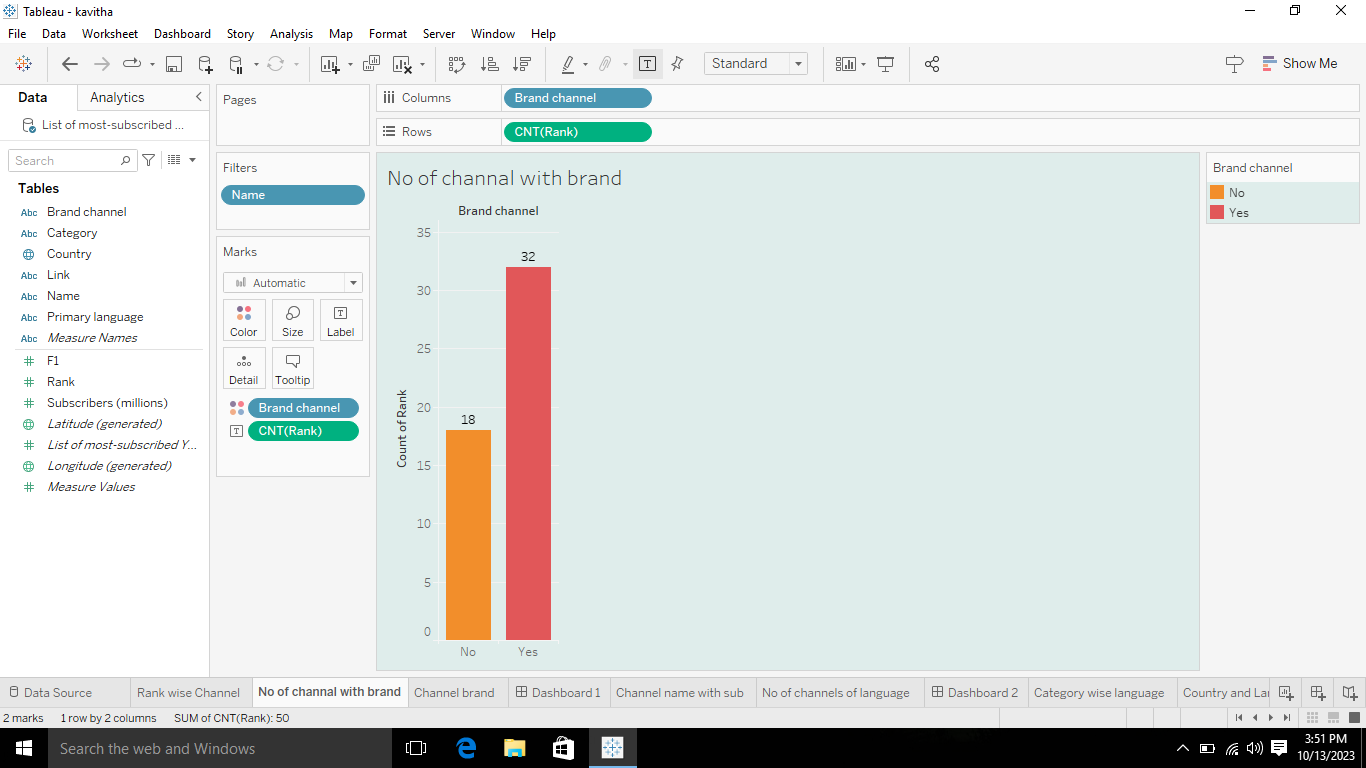 Tableau - kavitha
File Data Worksheet Dashboard Story Analysis Map Format Server Window Help
Standard
Show Me
Data Analytics
Pages
Columns Brand channel
List of most-subscribed ...
Rows CNT(Rank)
Search
Filters
Name
Tables
Abc Brand channel
Abc Category
Country
Abc Link
Abc Name
Abc Primary language
Abc Measure Names
F1
Rank
Subscribers (millions)
Latitude (generated)
List of most-subscribed Y...
Longitude (generated)
Measure Values
Marks
Automatic
Color Size Label
Detail Tooltip
Brand channel
CNT(Rank)
No of channal with brand
Brand channel
35
30
25
20
15
10
5
0
Count of Rank
18
32
No Yes
Brand channel
No
Yes
Data Source Rank wise Channel No of channal with brand Channel brand Dashboard 1 Channel name with sub No of channels of language Dashboard 2 Category wise language Country and Lar
2 marks 1 row by 2 columns SUM of CNT(Rank): 50
Search the web and Windows
3:51 PM
10/13/2023